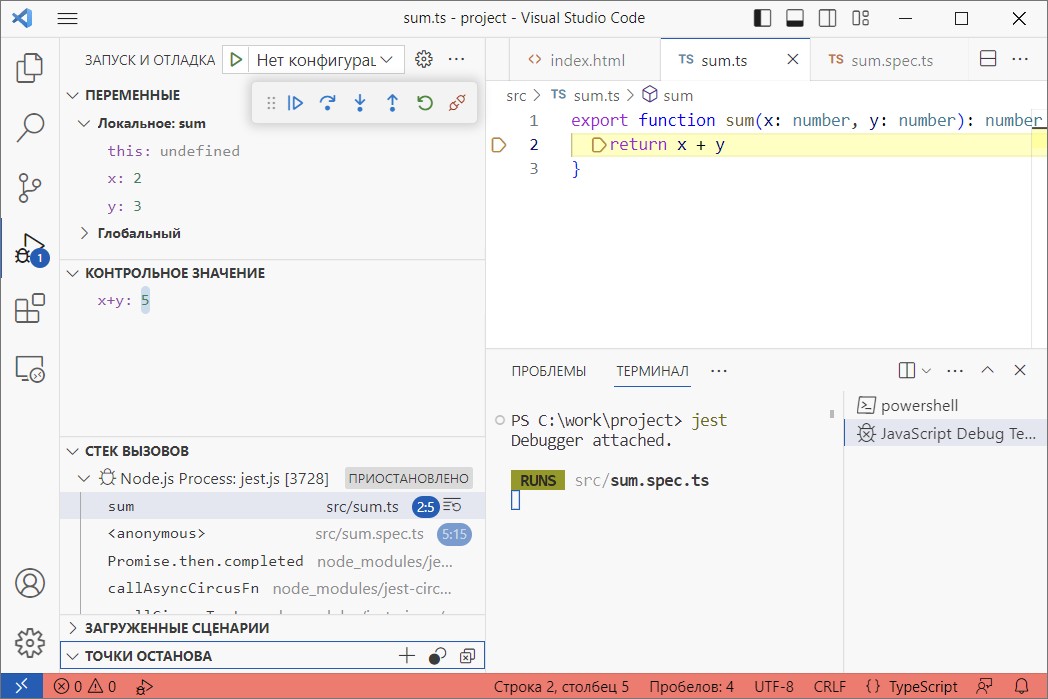 sum.ts - project - Visual Studio Code
ЗАПУСК И ОТЛАДКА
Нет конфигурац
ПЕРЕМЕННЫЕ
Локальное: sum
this: undefined
x: 2
y: 3
Глобальный
1
КОНТРОЛЬНОЕ ЗНАЧЕНИЕ
x+y: 5
СТЕК ВЫЗОВОВ
Node.js Process: jest.js [3728] ПРИОСТАНОВЛЕНО
sum src/sum.ts 2:5
<anonymous> src/sum.spec.ts 5:15
Promise.then.completed node_modules/je...
callAsyncCircusFn node_modules/jest-circ...
ЗАГРУЖЕННЫЕ СЦЕНАРИИ
ТОЧКИ ОСТАНОВА
index.html
TS sum.ts
TS sum.spec.ts
src > TS sum.ts > sum
1 export function sum(x: number, y: number): number
2 return x + y
3 }
ПРОБЛЕМЫ ТЕРМИНАЛ
PS C:\work\project> jest
Debugger attached.
RUNS src/sum.spec.ts
powershell
JavaScript Debug Te...
0 0 Строка 2, столбец 5 Пробелов: 4 UTF-8 CRLF {} TypeScript